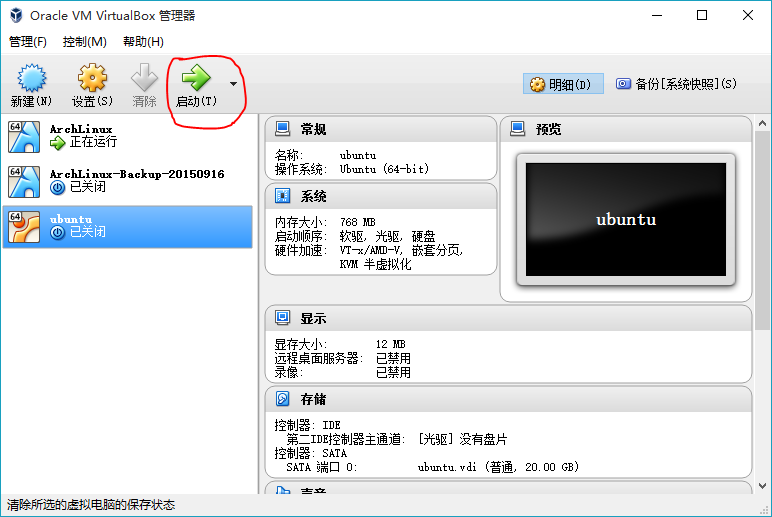 Oracle VM VirtualBox 管理器
管理(F) 控制(M) 帮助(H)
新建(N) 设置(S) 清除 启动(T) 明细(D) 备份[系统快照](S)
64 ArchLinux
正在运行
64 ArchLinux-Backup-20150916
已关闭
64 ubuntu
已关闭
常规
名称: ubuntu
操作系统: Ubuntu (64-bit)
系统
内存大小: 768 MB
启动顺序: 软驱, 光驱, 硬盘
硬件加速: VT-x/AMD-V, 嵌套分页,
KVM 半虚拟化
预览
ubuntu
显示
显存大小: 12 MB
远程桌面服务器: 已禁用
录像: 已禁用
存储
控制器: IDE
第二IDE控制器主通道: [光驱] 没有盘片
控制器: SATA
SATA 端口 0: ubuntu.vdi (普通, 20.00 GB)
声音
清除所选的虚拟电脑的保存状态